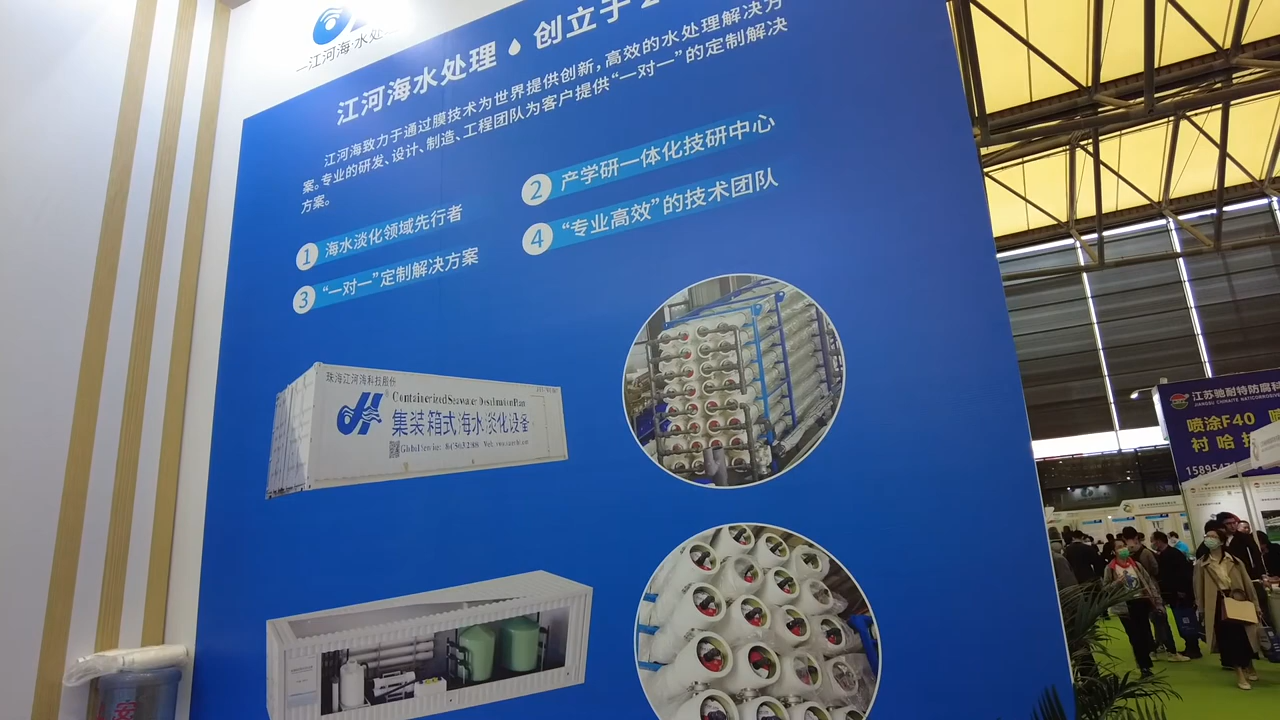 江河海·水处
江河海水处理 创立于 2
江河海致力于通过膜技术为世界提供创新，高效的水处理解决方
案。专业的研发、设计、制造、工程团队为客户提供“一对一”的定制解决
方案。
1 海水淡化领域先行者
2 产学研一体化技研中心
3 “一对一”定制解决方案
4 “专业高效”的技术团队
珠海江河海科技股份
Containerized Seawater Desalination Plant
集装箱式海水淡化设备
江苏驰耐特防腐科
喷涂F40
衬哈